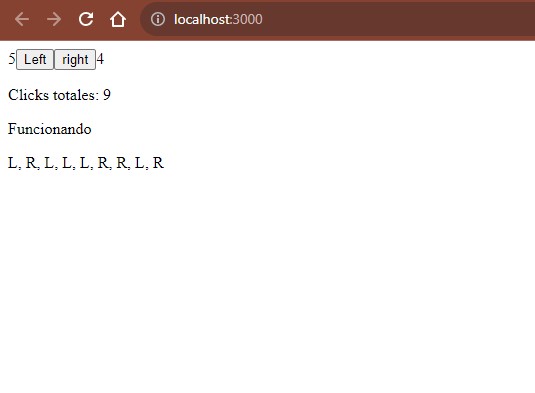 localhost:3000
5 Left right 4
Clicks totales: 9
Funcionando
L, R, L, L, L, R, R, L, R